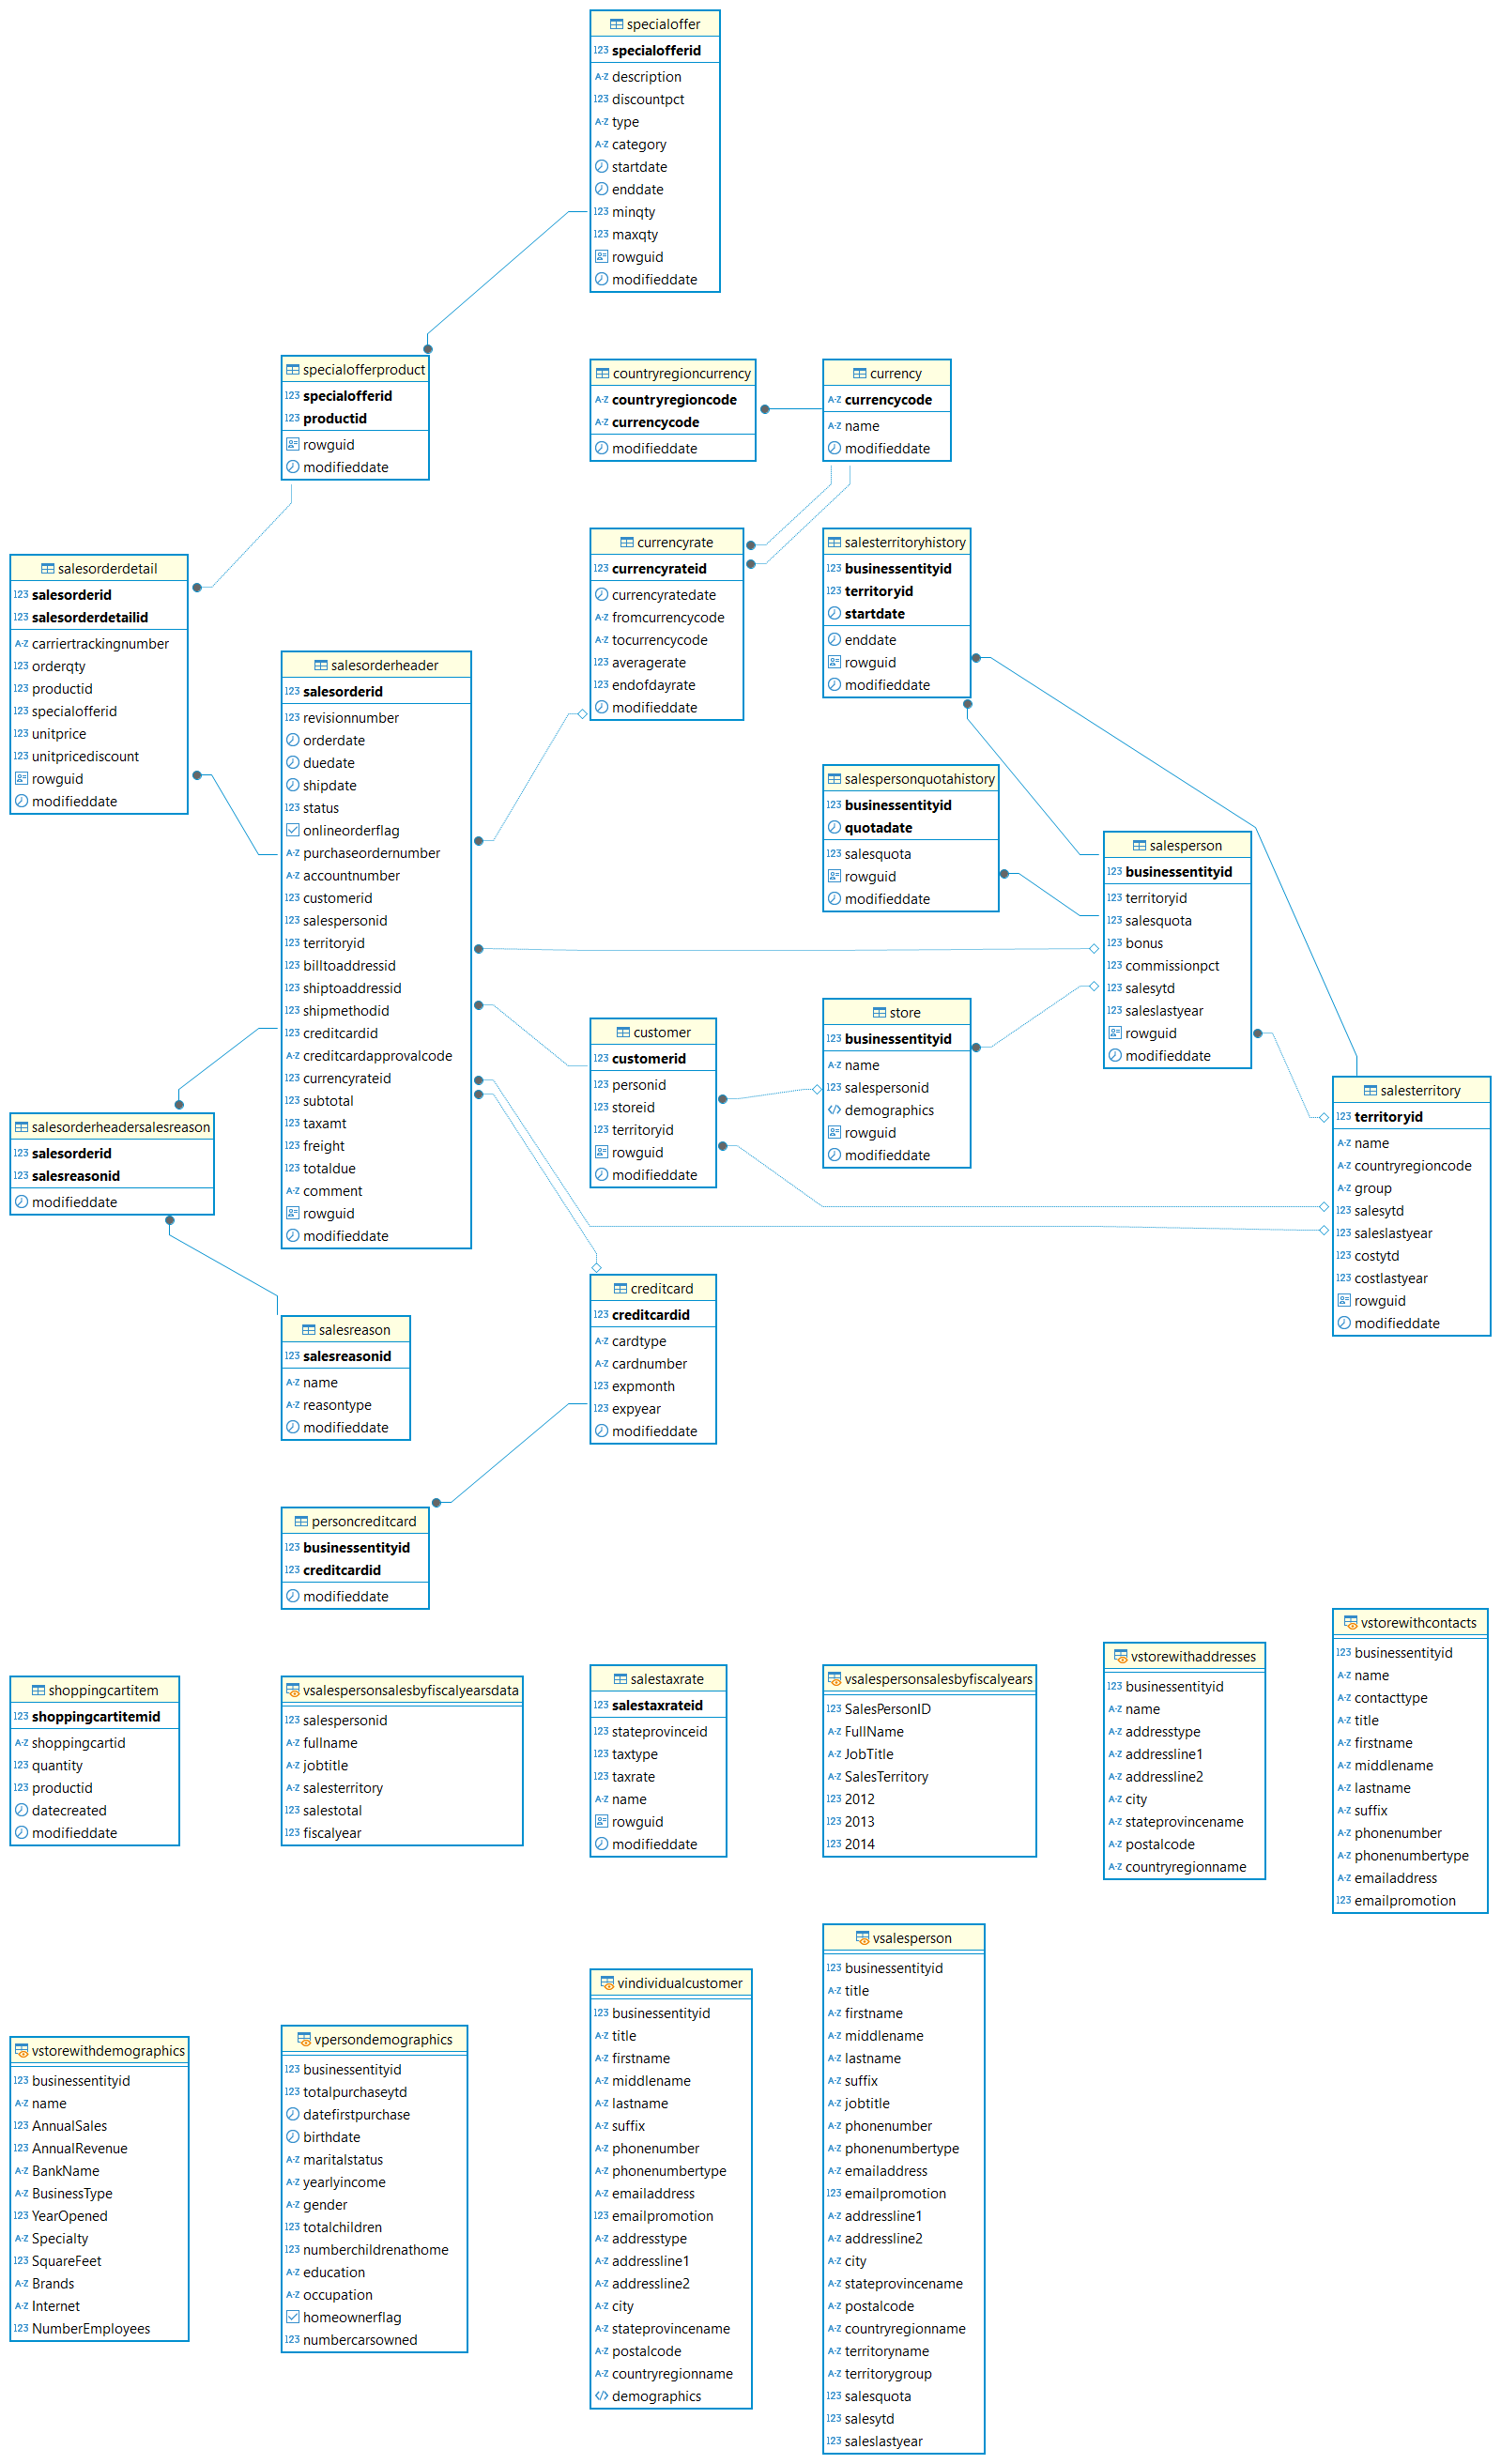 specialoffer
123 specialofferid
A-Z description
123 discountpct
A-Z type
A-Z category
startdate
enddate
123 minqty
123 maxqty
rowguid
modifieddate
specialofferproduct
123 specialofferid
123 productid
rowguid
modifieddate
countryregioncurrency
A-Z countryregioncode
A-Z currencycode
modifieddate
currency
A-Z currencycode
A-Z name
modifieddate
salesorderdetail
123 salesorderid
123 salesorderdetailid
A-Z carriertrackingnumber
123 orderqty
123 productid
123 specialofferid
123 unitprice
123 unitpricediscount
rowguid
modifieddate
currencyrate
123 currencyrateid
currencyratedate
A-Z fromcurrencycode
A-Z tocurrencycode
123 averagerate
123 endofdayrate
modifieddate
salesterritoryhistory
123 businessentityid
123 territoryid
startdate
enddate
rowguid
modifieddate
salesorderheader
123 salesorderid
123 revisionnumber
orderdate
duedate
shipdate
123 status
onlineorderflag
A-Z purchaseordernumber
A-Z accountnumber
123 customerid
123 salespersonid
123 territoryid
123 billtoaddressid
123 shiptoaddressid
123 shipmethodid
123 creditcardid
A-Z creditcardapprovalcode
123 currencyrateid
123 subtotal
123 taxamt
123 freight
123 totaldue
A-Z comment
rowguid
modifieddate
salespersonquotahistory
123 businessentityid
quotadate
123 salesquota
rowguid
modifieddate
salesperson
123 businessentityid
123 territoryid
123 salesquota
123 bonus
123 commissionpct
123 salesytd
123 saleslastyear
rowguid
modifieddate
customer
123 customerid
123 personid
123 storeid
123 territoryid
rowguid
modifieddate
store
123 businessentityid
A-Z name
123 salespersonid
</> demographics
rowguid
modifieddate
salesterritory
123 territoryid
A-Z name
A-Z countryregioncode
A-Z group
123 salesytd
123 saleslastyear
123 costytd
123 costlastyear
rowguid
modifieddate
salesorderheadersalesreason
123 salesorderid
123 salesreasonid
modifieddate
salesreason
123 salesreasonid
A-Z name
A-Z reasontype
modifieddate
creditcard
123 creditcardid
A-Z cardtype
A-Z cardnumber
123 expmonth
123 expyear
modifieddate
personcreditcard
123 businessentityid
123 creditcardid
modifieddate
shoppingcartitem
123 shoppingcartitemid
A-Z shoppingcartid
123 quantity
123 productid
datecreated
modifieddate
vsalespersonsalesbyfiscalyearsdata
123 salespersonid
A-Z fullname
A-Z jobtitle
A-Z salesterritory
123 salestotal
123 fiscalyear
salestaxrate
123 salestaxrateid
123 stateprovinceid
123 taxtype
123 taxrate
A-Z name
rowguid
modifieddate
vsalespersonsalesbyfiscalyears
123 SalesPersonID
A-Z FullName
A-Z JobTitle
A-Z SalesTerritory
123 2012
123 2013
123 2014
vstorewithaddresses
123 businessentityid
A-Z name
A-Z addresstype
A-Z addressline1
A-Z addressline2
A-Z city
A-Z stateprovincename
A-Z postalcode
A-Z countryregionname
vstorewithcontacts
123 businessentityid
A-Z name
A-Z contacttype
A-Z title
A-Z firstname
A-Z middlename
A-Z lastname
A-Z suffix
A-Z phonenumber
A-Z phonenumbertype
A-Z emailaddress
123 emailpromotion
vstorewithdemographics
123 businessentityid
A-Z name
123 AnnualSales
123 AnnualRevenue
A-Z BankName
A-Z BusinessType
123 YearOpened
A-Z Specialty
123 SquareFeet
A-Z Brands
A-Z Internet
123 NumberEmployees
vpersondemographics
123 businessentityid
123 totalpurchaseytd
datefirstpurchase
birthdate
A-Z maritalstatus
A-Z yearlyincome
A-Z gender
123 totalchildren
123 numberchildrenathome
A-Z education
A-Z occupation
homeownerflag
123 numbercarsowned
vindividualcustomer
123 businessentityid
A-Z title
A-Z firstname
A-Z middlename
A-Z lastname
A-Z suffix
A-Z phonenumber
A-Z phonenumbertype
A-Z emailaddress
123 emailpromotion
A-Z addresstype
A-Z addressline1
A-Z addressline2
A-Z city
A-Z stateprovincename
A-Z postalcode
A-Z countryregionname
</> demographics
vsalesperson
123 businessentityid
A-Z title
A-Z firstname
A-Z middlename
A-Z lastname
A-Z suffix
A-Z jobtitle
A-Z phonenumber
A-Z phonenumbertype
A-Z emailaddress
123 emailpromotion
A-Z addressline1
A-Z addressline2
A-Z city
A-Z stateprovincename
A-Z postalcode
A-Z countryregionname
A-Z territoryname
A-Z territorygroup
123 salesquota
123 salesytd
123 saleslastyear